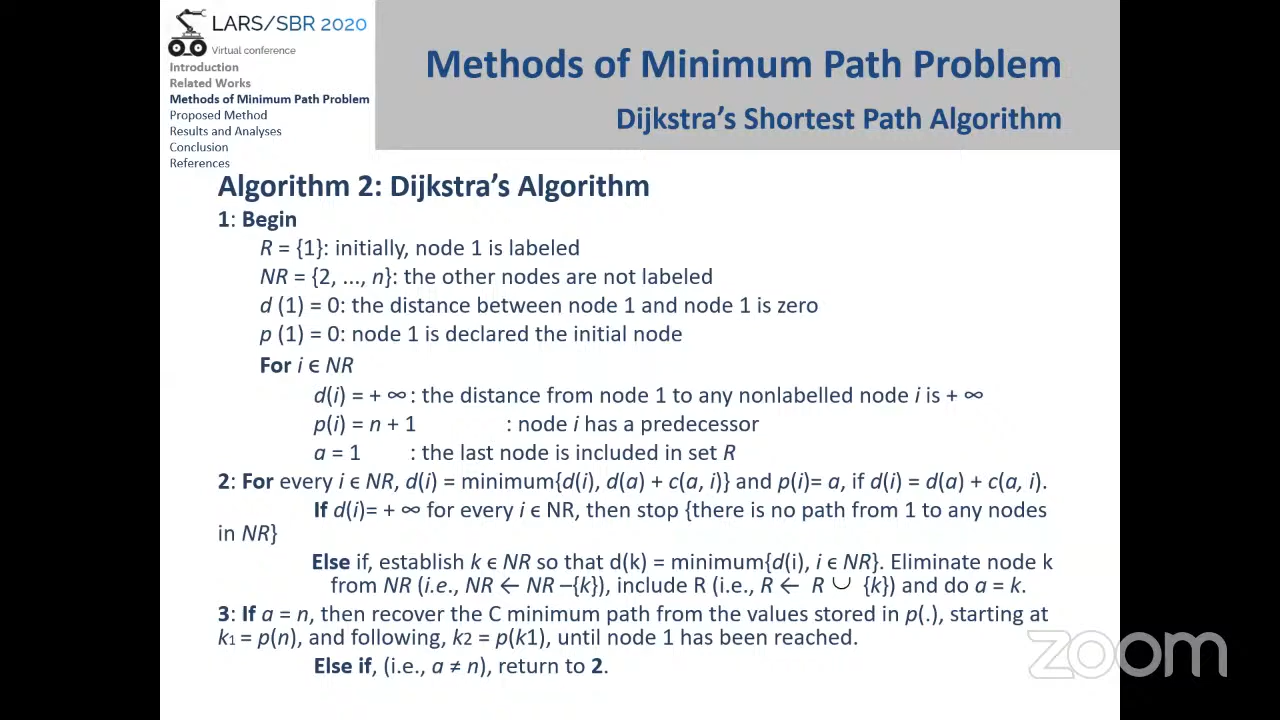 LARS/SBR 2020
Virtual conference
Introduction
Related Works
Methods of Minimum Path Problem
Proposed Method
Results and Analyses
Conclusion
References
Methods of Minimum Path Problem
Dijkstra's Shortest Path Algorithm
Algorithm 2: Dijkstra's Algorithm
1: Begin
R = {1}: initially, node 1 is labeled
NR = {2, ..., n}: the other nodes are not labeled
d (1) = 0: the distance between node 1 and node 1 is zero
p (1) = 0: node 1 is declared the initial node
For i ϵ NR
d(i) = + ∞ : the distance from node 1 to any nonlabelled node i is + ∞
p(i) = n + 1 : node i has a predecessor
a = 1 : the last node is included in set R
2: For every i ϵ NR, d(i) = minimum{d(i), d(a) + c(a, i)} and p(i)= a, if d(i) = d(a) + c(a, i).
If d(i)= + ∞ for every i ϵ NR, then stop {there is no path from 1 to any nodes
in NR}
Else if, establish k ϵ NR so that d(k) = minimum{d(i), i ϵ NR}. Eliminate node k
from NR (i.e., NR ← NR –{k}), include R (i.e., R ← R ∪ {k}) and do a = k.
3: If a = n, then recover the C minimum path from the values stored in p(.), starting at
k1 = p(n), and following, k2 = p(k1), until node 1 has been reached.
Else if, (i.e., a ≠ n), return to 2.
zoom